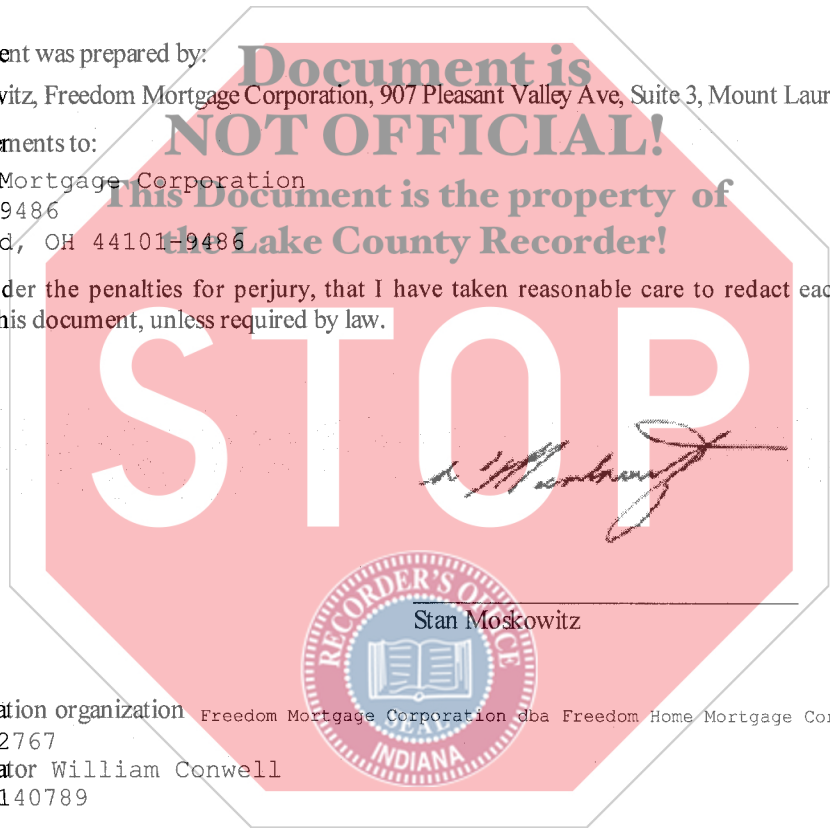 ent was prepared by:
Document is
witz, Freedom Mortgage Corporation, 907 Pleasant Valley Ave, Suite 3, Mount Laur
NOT OFFICIAL!
ments to:
Mortgage Corporation
This Document is the property of
9486
the Lake County Recorder!
d, OH 44101-9486
der the penalties for perjury, that I have taken reasonable care to redact eac
his document, unless required by law.
STOP
RECORDER'S OFFICE
Stan Moskowitz
SEAL
INDIANA
ation organization Freedom Mortgage Corporation dba Freedom Home Mortgage Cor
2767
ator William Conwell
140789